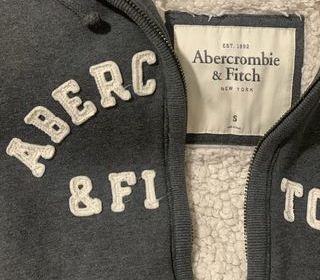 ABERC
& FI
TC
EST. 1892
Abercrombie
& Fitch
NEW YORK
S